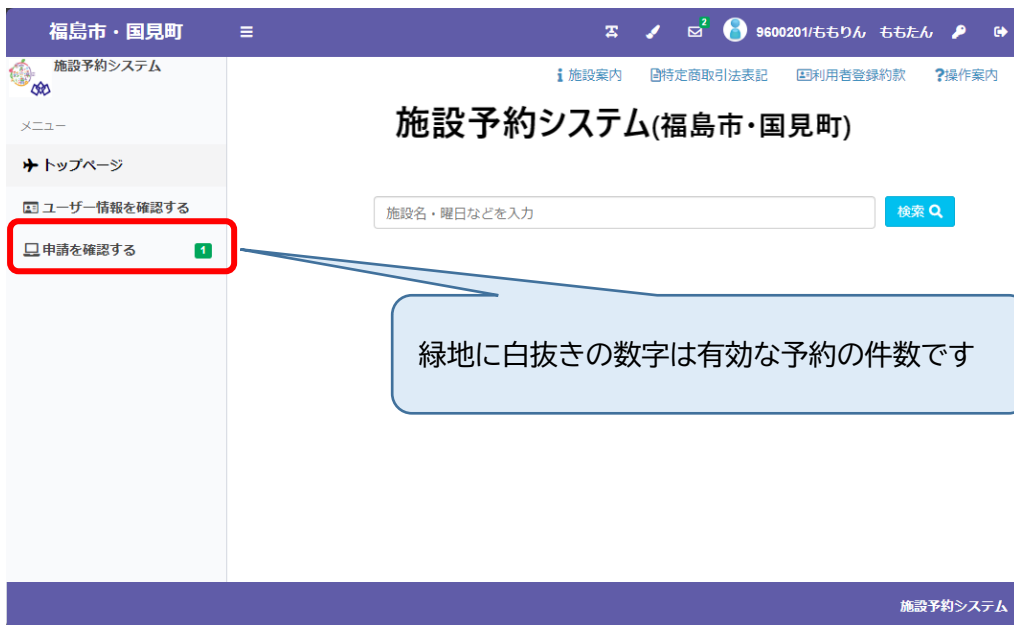 福島市・国見町
2
9600201/ももりん ももたん
施設予約システム
施設案内 特定商取引法表記 利用者登録約款 ?操作案内
メニュー
施設予約システム(福島市・国見町)
トップページ
ユーザー情報を確認する
施設名・曜日などを入力 検索
申請を確認する 1
緑地に白抜きの数字は有効な予約の件数です
施設予約システム